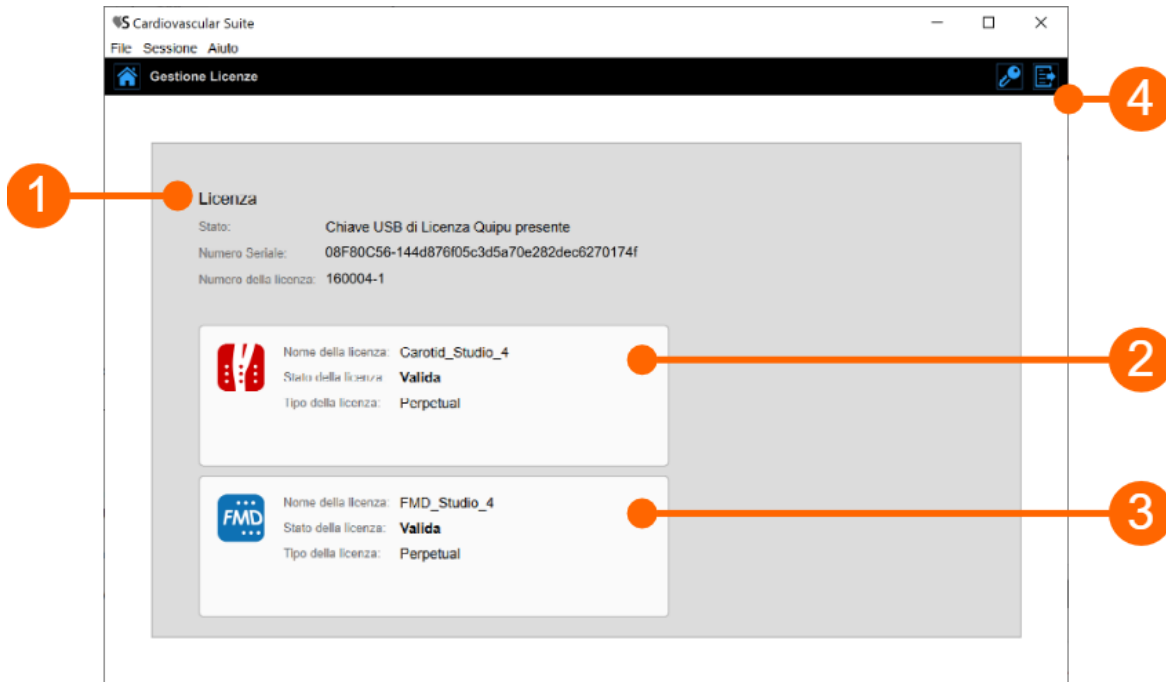 Cardiovascular Suite
File Sessione Aiuto
Gestione Licenze
4
1
Licenza
Stato: Chiave USB di Licenza Quipu presente
Numero Seriale: 08F80C56-144d876f05c3d5a70e282dec6270174f
Numero della licenza: 160004-1
2
Nome della licenza: Carotid_Studio_4
Stato della licenza: Valida
Tipo della licenza: Perpetual
3
FMD
Nome della licenza: FMD_Studio_4
Stato della licenza: Valida
Tipo della licenza: Perpetual